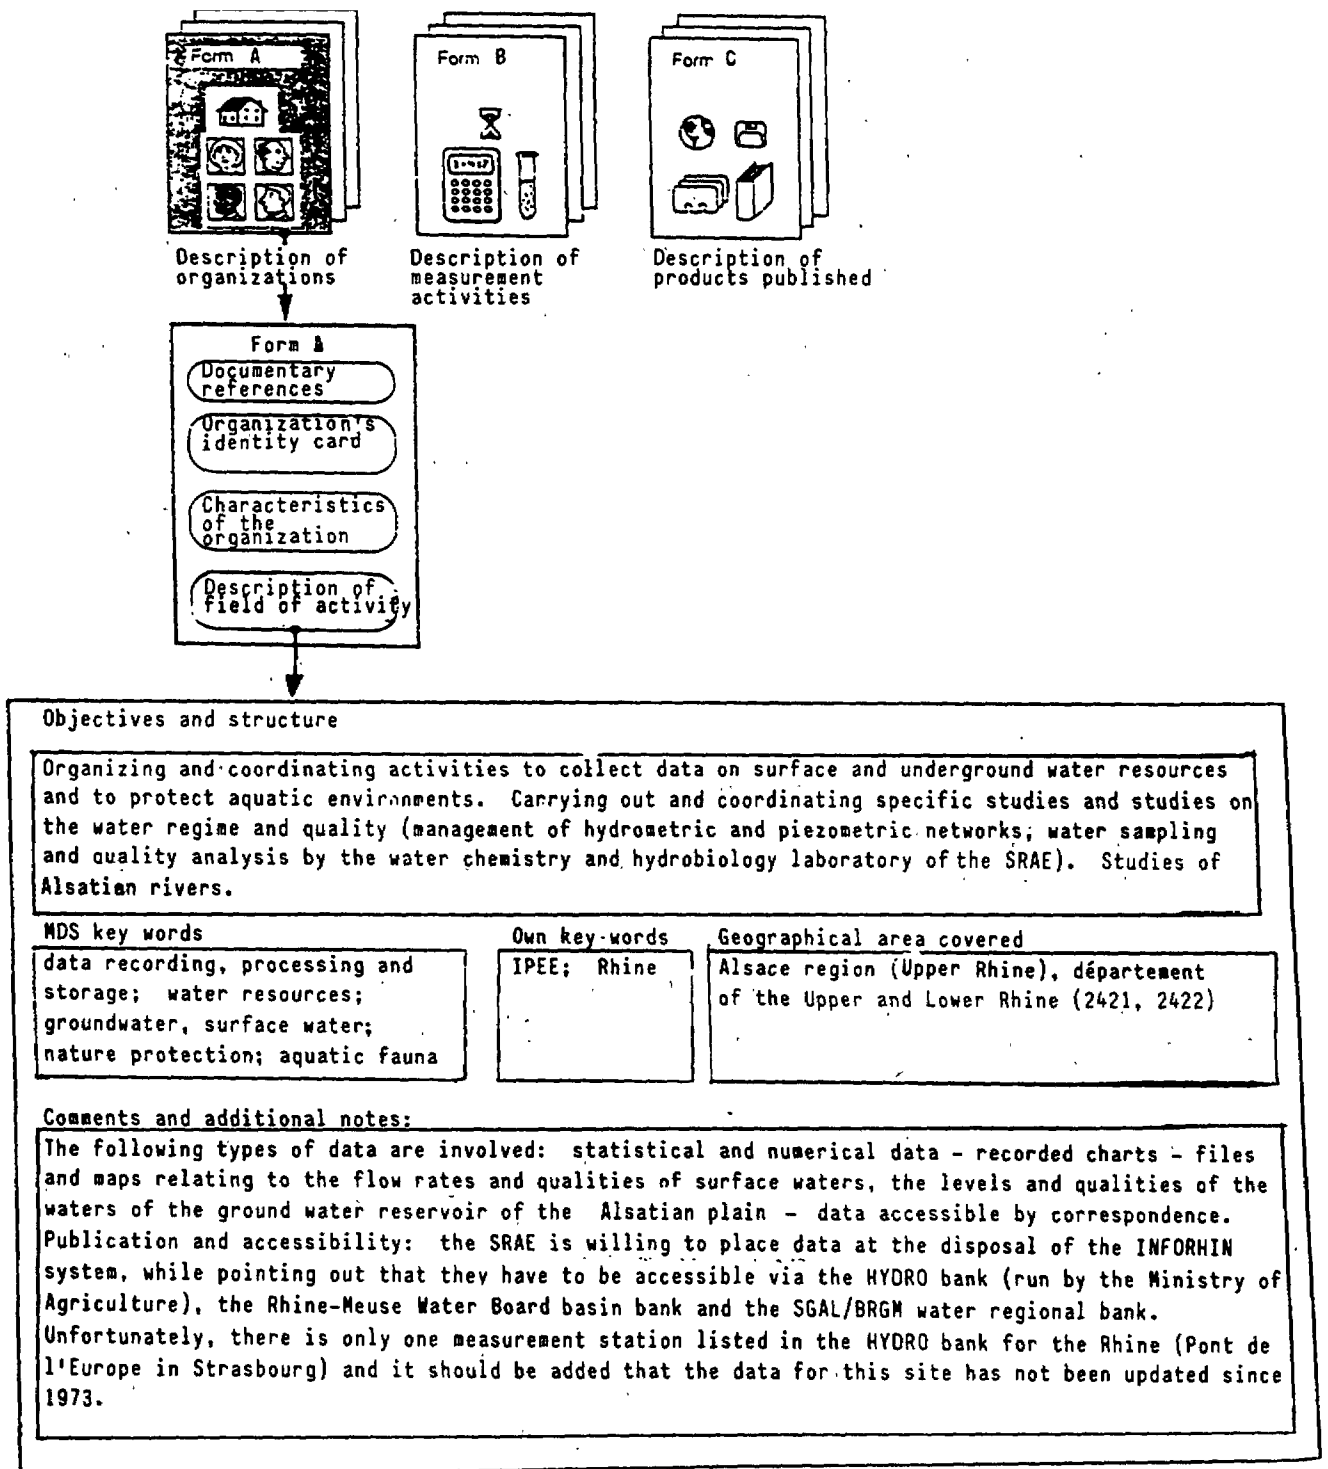 Form A
Form B
Form C
Description of
organizations
Description of
measurement
activities
Description of
products published
Form A
Documentary
references
Organization's
identity card
Characteristics
of the
organization
Description of
field of activity
Objectives and structure
Organizing and coordinating activities to collect data on surface and underground water resources
and to protect aquatic environments. Carrying out and coordinating specific studies and studies on
the water regime and quality (management of hydrometric and piezometric networks; water sampling
and quality analysis by the water chemistry and hydrobiology laboratory of the SRAE). Studies of
Alsatian rivers.
MDS key words
data recording, processing and
storage; water resources;
groundwater, surface water;
nature protection; aquatic fauna
Own key-words
IPEE; Rhine
Geographical area covered
Alsace region (Upper Rhine), département
of the Upper and Lower Rhine (2421, 2422)
Comments and additional notes:
The following types of data are involved: statistical and numerical data - recorded charts - files
and maps relating to the flow rates and qualities of surface waters, the levels and qualities of the
waters of the ground water reservoir of the Alsatian plain - data accessible by correspondence.
Publication and accessibility: the SRAE is willing to place data at the disposal of the INFORHIN
system, while pointing out that they have to be accessible via the HYDRO bank (run by the Ministry of
Agriculture), the Rhine-Meuse Water Board basin bank and the SGAL/BRGM water regional bank.
Unfortunately, there is only one measurement station listed in the HYDRO bank for the Rhine (Pont de
l'Europe in Strasbourg) and it should be added that the data for this site has not been updated since
1973.